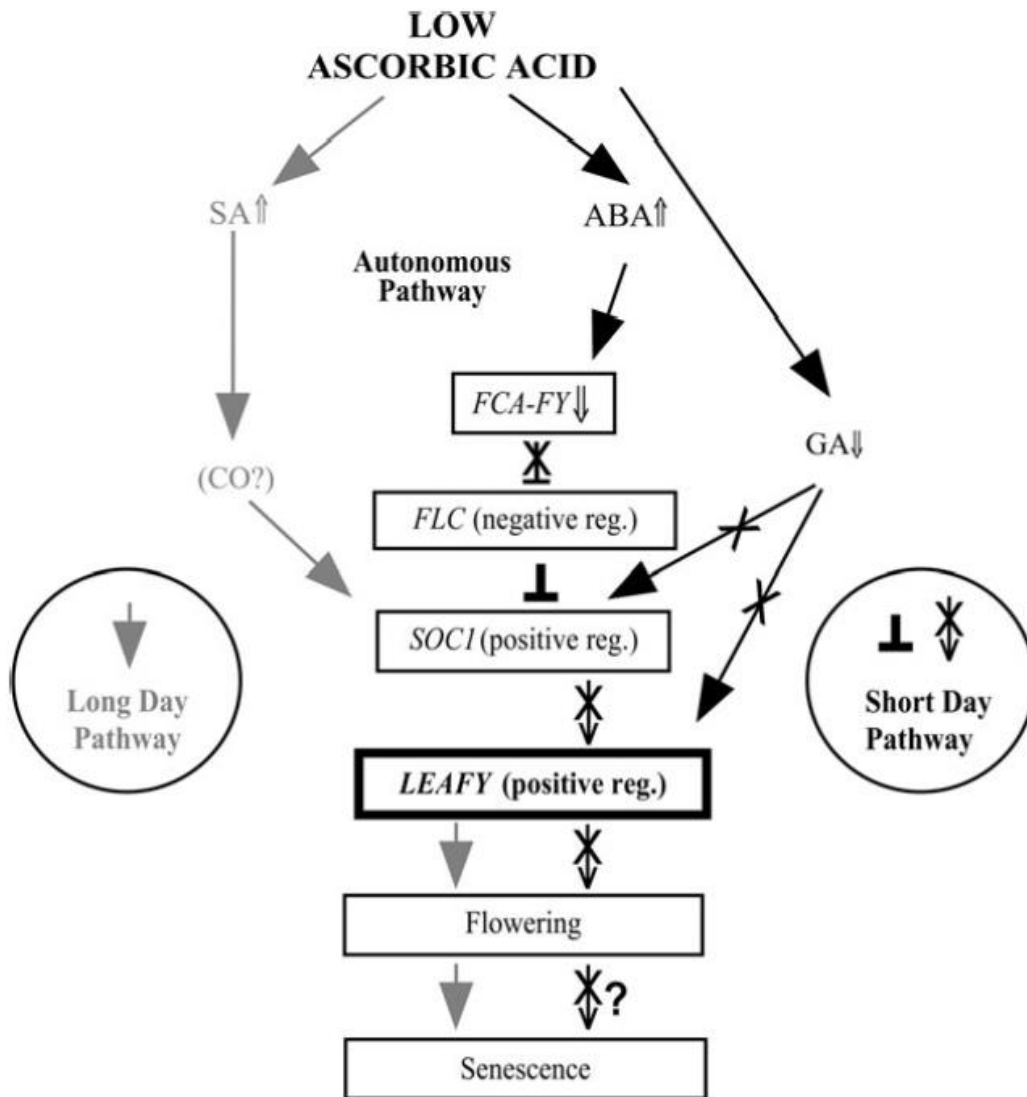 LOW
ASCORBIC ACID
SA⇑
ABA⇑
Autonomous
Pathway
FCA-FY⇓
GA⇓
(CO?)
FLC (negative reg.)
SOC1 (positive reg.)
Long Day
Pathway
Short Day
Pathway
LEAFY (positive reg.)
Flowering
?
Senescence